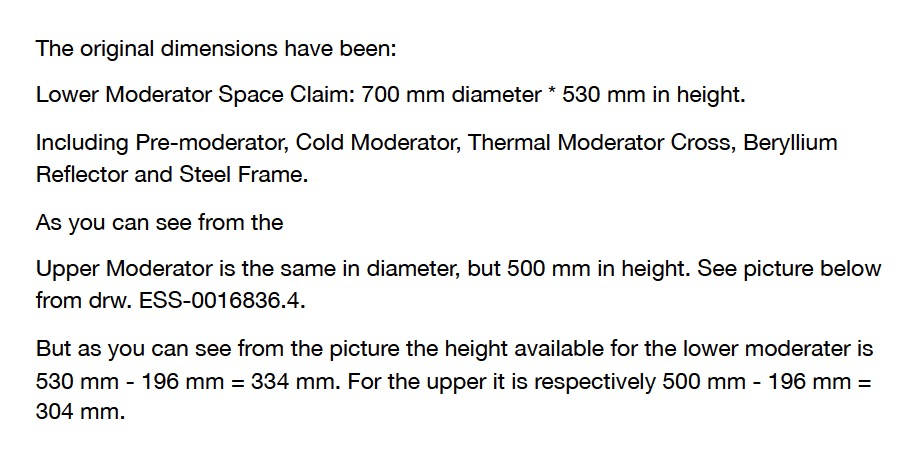 The original dimensions have been:
Lower Moderator Space Claim: 700 mm diameter * 530 mm in height.
Including Pre-moderator, Cold Moderator, Thermal Moderator Cross, Beryllium
Reflector and Steel Frame.
As you can see from the
Upper Moderator is the same in diameter, but 500 mm in height. See picture below
from drw. ESS-0016836.4.
But as you can see from the picture the height available for the lower moderater is
530 mm - 196 mm = 334 mm. For the upper it is respectively 500 mm - 196 mm =
304 mm.